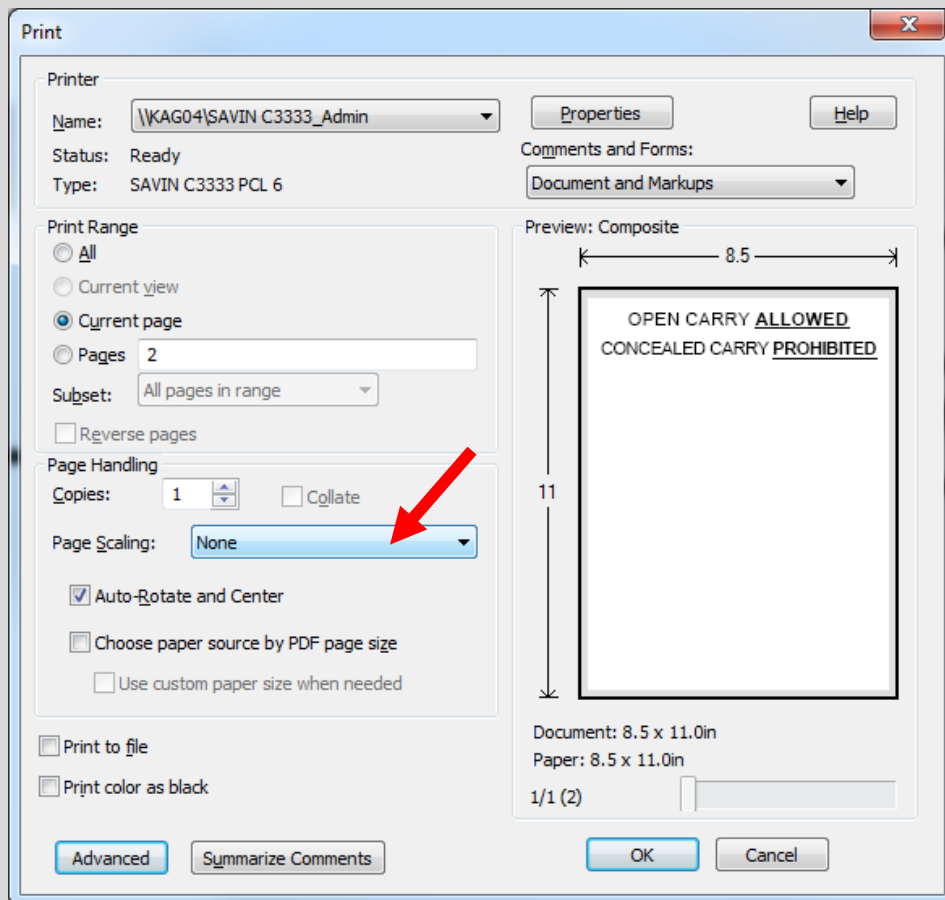 Print
Printer
Name: \\KAG04\SAVIN C3333_Admin
Properties
Help
Status: Ready
Type: SAVIN C3333 PCL 6
Comments and Forms:
Document and Markups
Print Range
All
Current view
Current page
Pages 2
Subset: All pages in range
Reverse pages
Page Handling
Copies: 1
Collate
Page Scaling: None
Auto-Rotate and Center
Choose paper source by PDF page size
Use custom paper size when needed
Print to file
Print color as black
Advanced
Summarize Comments
Preview: Composite
8.5
11
OPEN CARRY ALLOWED
CONCEALED CARRY PROHIBITED
Document: 8.5 x 11.0in
Paper: 8.5 x 11.0in
1/1 (2)
OK
Cancel